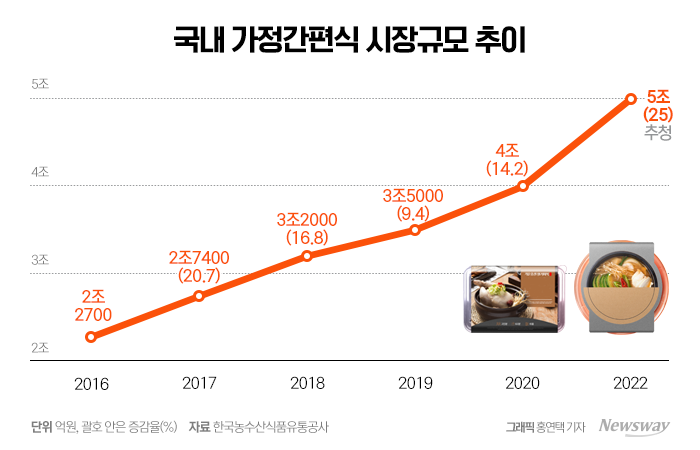 국내 가정간편식 시장규모 추이
5조
4조
3조
2조
2조
2700
2조7400
(20.7)
3조2000
(16.8)
3조5000
(9.4)
4조
(14.2)
5조
(25)
추청
2016
2017
2018
2019
2020
2022
단위 억원, 괄호 안은 증감율(%) 자료 한국농수산식품유통공사
그래픽 홍연택 기자
Newsway